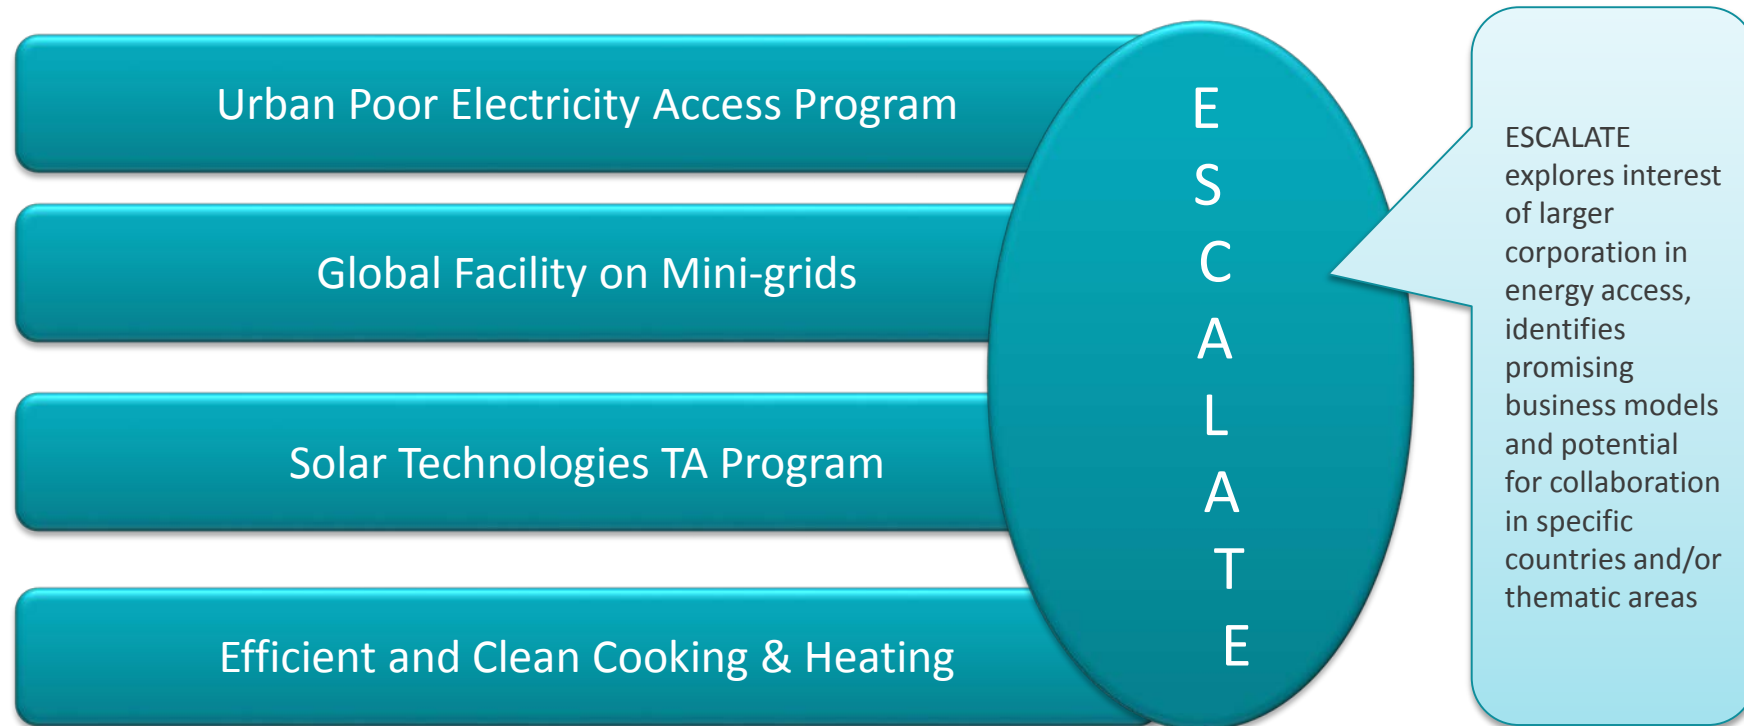 Urban Poor Electricity Access Program
Global Facility on Mini-grids
Solar Technologies TA Program
Efficient and Clean Cooking & Heating
E
S
C
A
L
A
T
E
ESCALATE
explores interest
of larger
corporation in
energy access,
identifies
promising
business models
and potential
for collaboration
in specific
countries and/or
thematic areas